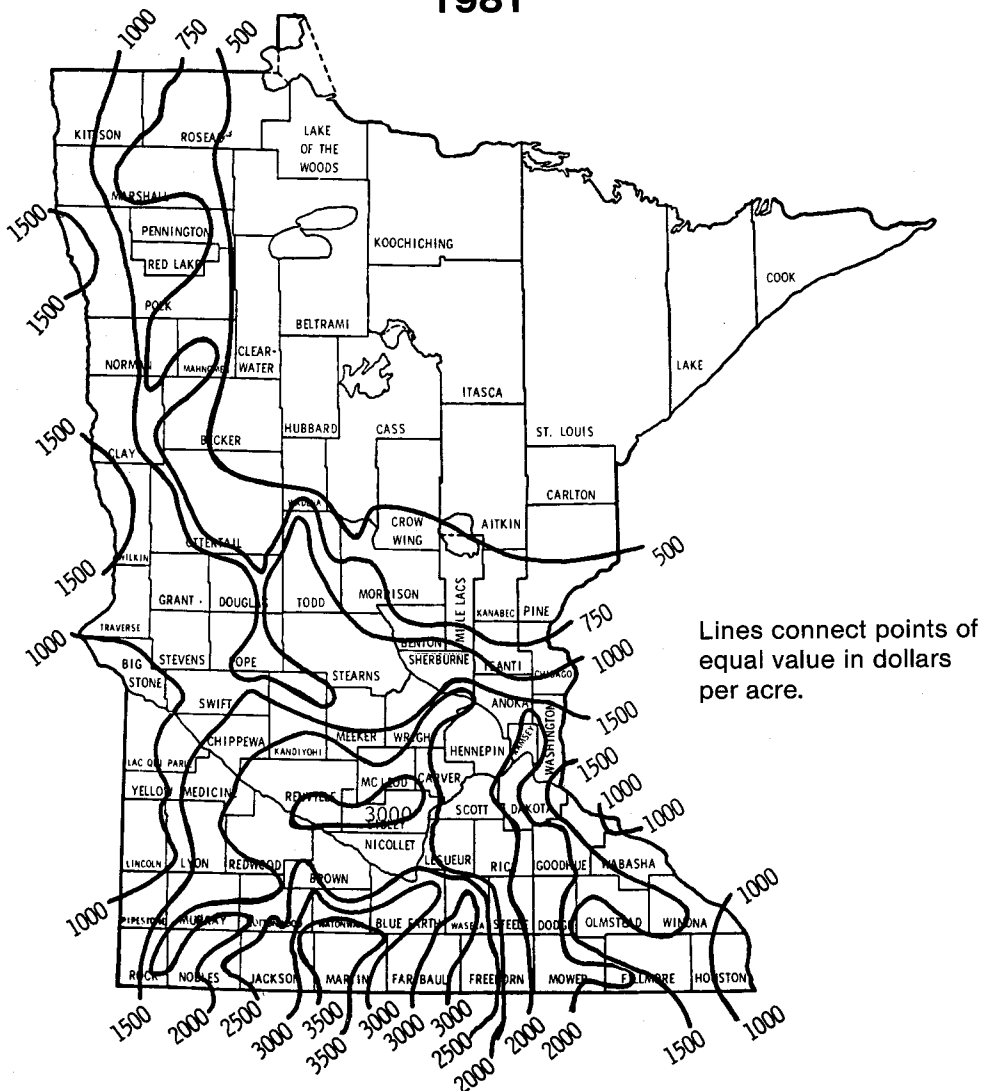 1981
1000
750
500
KITTSON
ROSEAU
LAKE
OF THE
WOODS
MARSHALL
1500
PENNINGTON
KOOCHICHING
RED LAKE
COOK
1500
POLK
BELTRAMI
NORMAN
MAHNOMEN
CLEAR-
WATER
LAKE
ITASCA
1500
HUBBARD
CASS
ST. LOUIS
BECKER
CLAY
CARLTON
WADENA
CROW
WING
AITKIN
500
OTTERTAIL
WILKIN
1500
GRANT
DOUGLAS
TODD
MORRISON
MILLE LACS
KANABEC
PINE
750
TRAVERSE
1000
BENTON
Lines connect points of
equal value in dollars
per acre.
BIG
STONE
STEVENS
POPE
STEARNS
SHERBURNE
ISANTI
CHISAGO
1000
SWIFT
ANOKA
1500
CHIPPEWA
KANDIYOHI
MEEKER
WRIGHT
HENNEPIN
RAMSEY
WASHINGTON
LAC QUI PARLE
1500
YELLOW MEDICINE
RENVILLE
MC LEOD
CARVER
SCOTT
DAKOTA
1000
3000
SIBLEY
1000
NICOLLET
LINCOLN
LYON
REDWOOD
BROWN
LESUEUR
RICE
GOODHUE
WABASHA
1000
1000
PIPESTONE
MURRAY
COTTONWOOD
WATONWAN
BLUE EARTH
WASECA
STEELE
DODGE
OLMSTEAD
WINONA
ROCK
NOBLES
JACKSON
MARTIN
FARIBAULT
FREEBORN
MOWER
FILLMORE
HOUSTON
1500
2000
2500
3000
3500
3500
3000
3000
3000
2500
2000
2000
2000
1500
1000